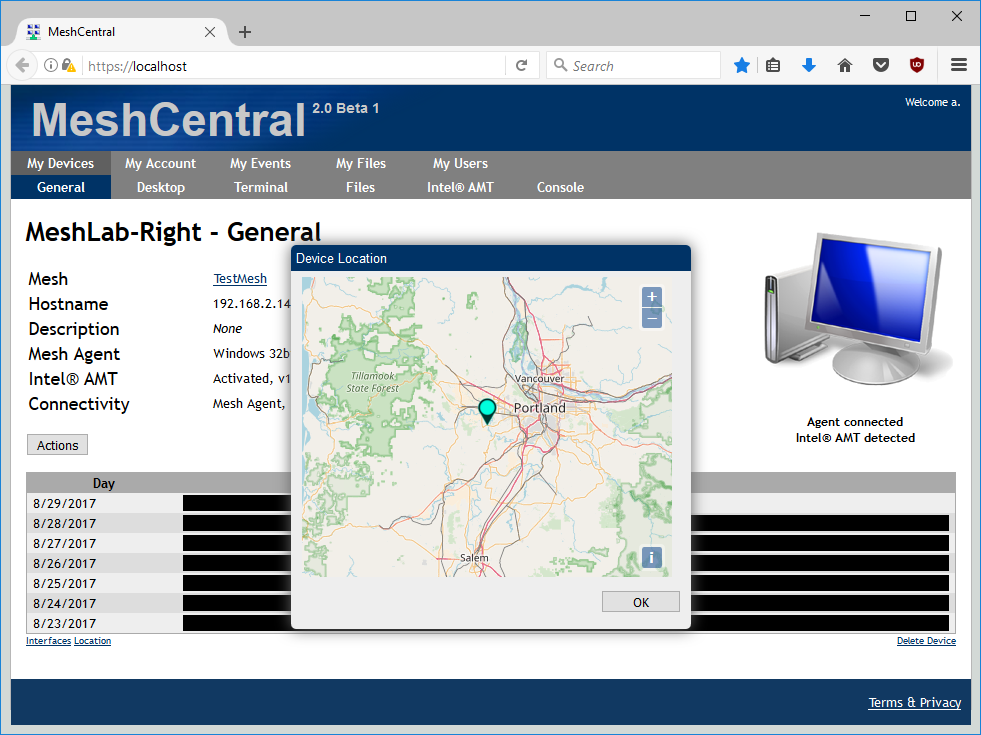 MeshCentral
https://localhost
Search
MeshCentral 2.0 Beta 1
Welcome a.
My Devices My Account My Events My Files My Users
General Desktop Terminal Files Intel® AMT Console
MeshLab-Right - General
Mesh TestMesh
Hostname 192.168.2.14
Description None
Mesh Agent Windows 32b
Intel® AMT Activated, v1
Connectivity Mesh Agent,
Actions
Device Location
+
−
Tillamook
State Forest
Vancouver
Portland
Salem
i
OK
Agent connected
Intel® AMT detected
Day
8/29/2017
8/28/2017
8/27/2017
8/26/2017
8/25/2017
8/24/2017
8/23/2017
Interfaces Location
Delete Device
Terms & Privacy